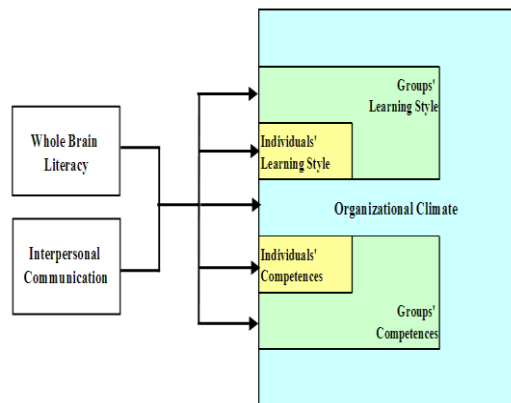 Whole Brain
Literacy
Interpersonal
Communication
Groups'
Learning Style
Individuals'
Learning Style
Organizational Climate
Individuals'
Competences
Groups'
Competences